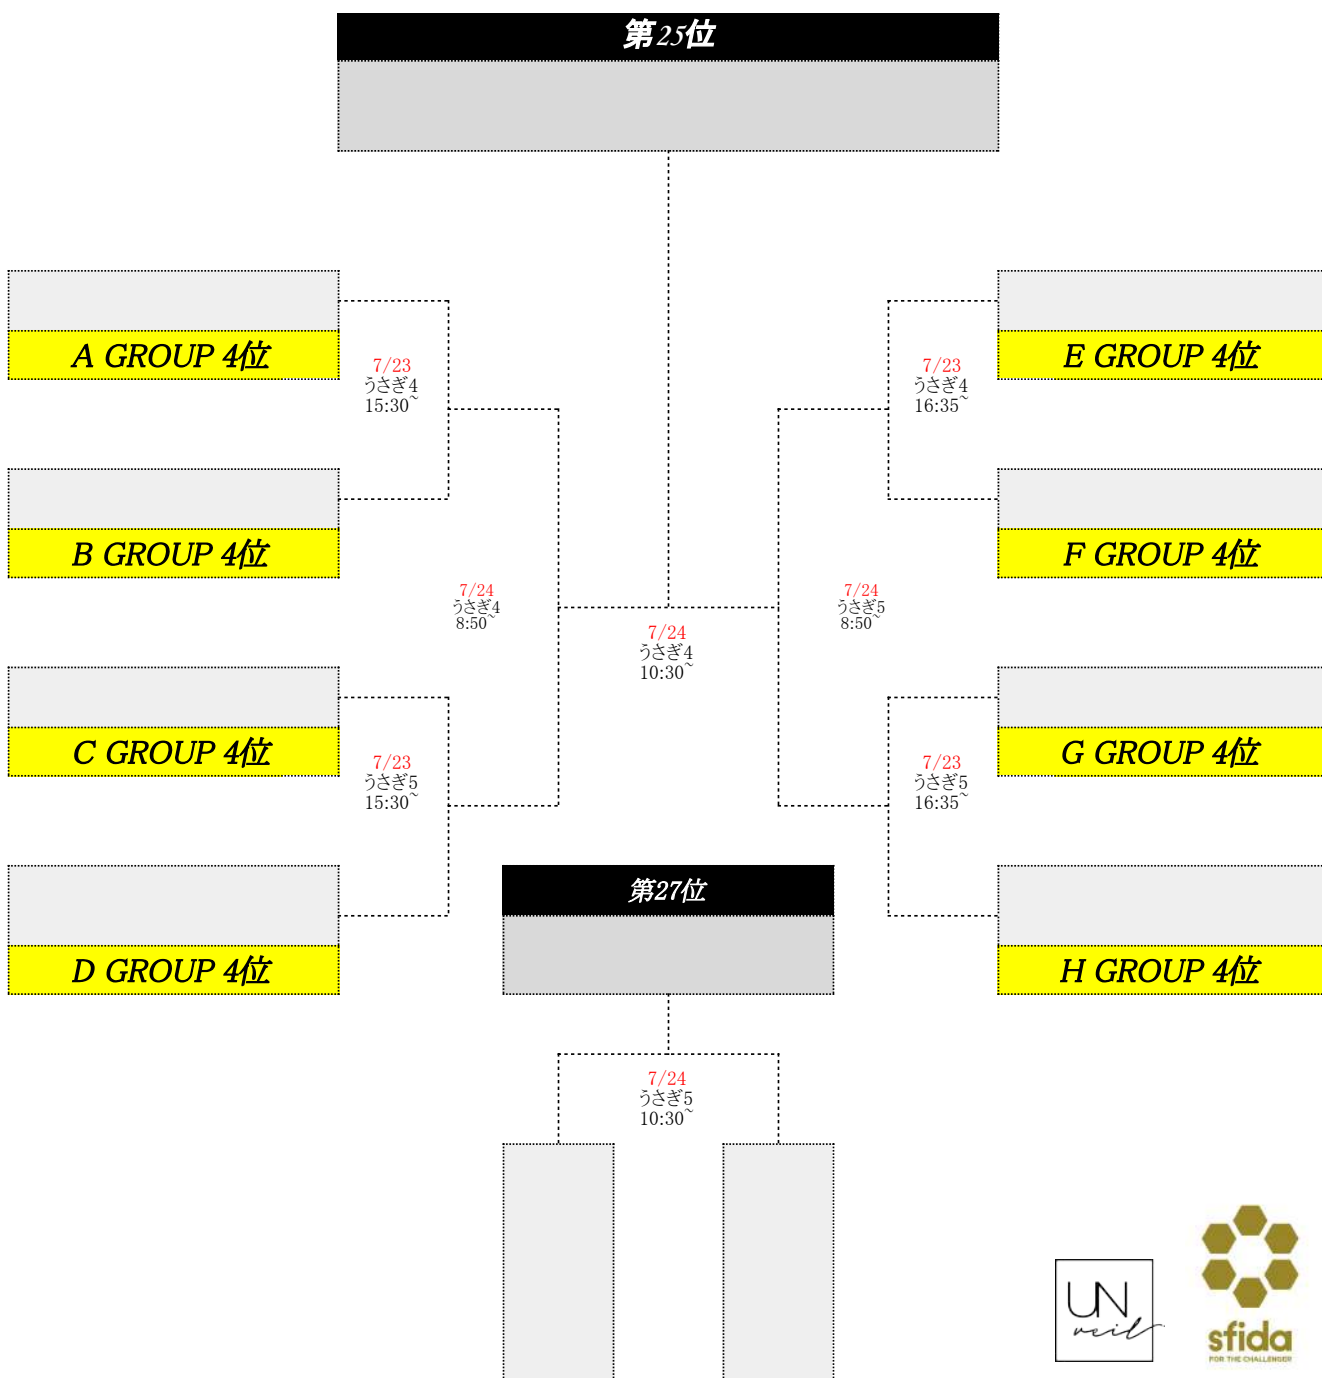 第25位
A GROUP 4位
7/23
うさぎ4
15:30~
7/23
うさぎ4
16:35~
E GROUP 4位
B GROUP 4位
F GROUP 4位
7/24
うさぎ4
8:50~
7/24
うさぎ4
10:30~
7/24
うさぎ5
8:50~
C GROUP 4位
7/23
うさぎ5
15:30~
7/23
うさぎ5
16:35~
G GROUP 4位
D GROUP 4位
第27位
H GROUP 4位
7/24
うさぎ5
10:30~
UN
veil
sfida
FOR THE CHALLENGER